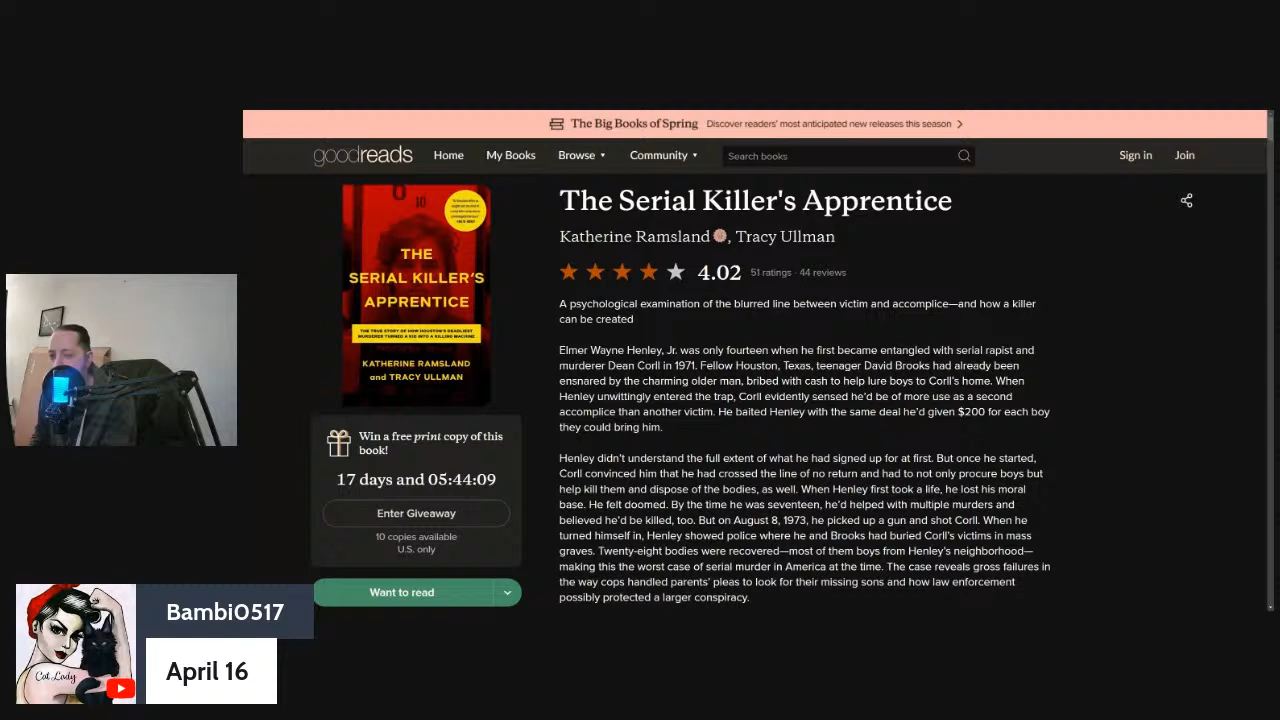 The Big Books of Spring Discover readers' most anticipated new releases this season
goodreads Home My Books Browse Community Search books Sign in Join
THE
SERIAL KILLER'S
APPRENTICE
THE TRUE STORY OF HOW HOUSTON'S DEADLIEST
MURDERER TURNED A KID INTO A KILLING MACHINE
KATHERINE RAMSLAND
and TRACY ULLMAN
Win a free print copy of this
book!
17 days and 05:44:09
Enter Giveaway
10 copies available
U.S. only
Want to read
The Serial Killer's Apprentice
Katherine Ramsland, Tracy Ullman
4.02 51 ratings · 44 reviews
A psychological examination of the blurred line between victim and accomplice—and how a killer
can be created
Elmer Wayne Henley, Jr. was only fourteen when he first became entangled with serial rapist and
murderer Dean Corll in 1971. Fellow Houston, Texas, teenager David Brooks had already been
ensnared by the charming older man, bribed with cash to help lure boys to Corll's home. When
Henley unwittingly entered the trap, Corll evidently sensed he'd be of more use as a second
accomplice than another victim. He baited Henley with the same deal he'd given $200 for each boy
they could bring him.
Henley didn't understand the full extent of what he had signed up for at first. But once he started,
Corll convinced him that he had crossed the line of no return and had to not only procure boys but
help kill them and dispose of the bodies, as well. When Henley first took a life, he lost his moral
base. He felt doomed. By the time he was seventeen, he'd helped with multiple murders and
believed he'd be killed, too. But on August 8, 1973, he picked up a gun and shot Corll. When he
turned himself in, Henley showed police where he and Brooks had buried Corll's victims in mass
graves. Twenty-eight bodies were recovered—most of them boys from Henley's neighborhood—
making this the worst case of serial murder in America at the time. The case reveals gross failures in
the way cops handled parents' pleas to look for their missing sons and how law enforcement
possibly protected a larger conspiracy.
Cat Lady
Bambi0517
April 16